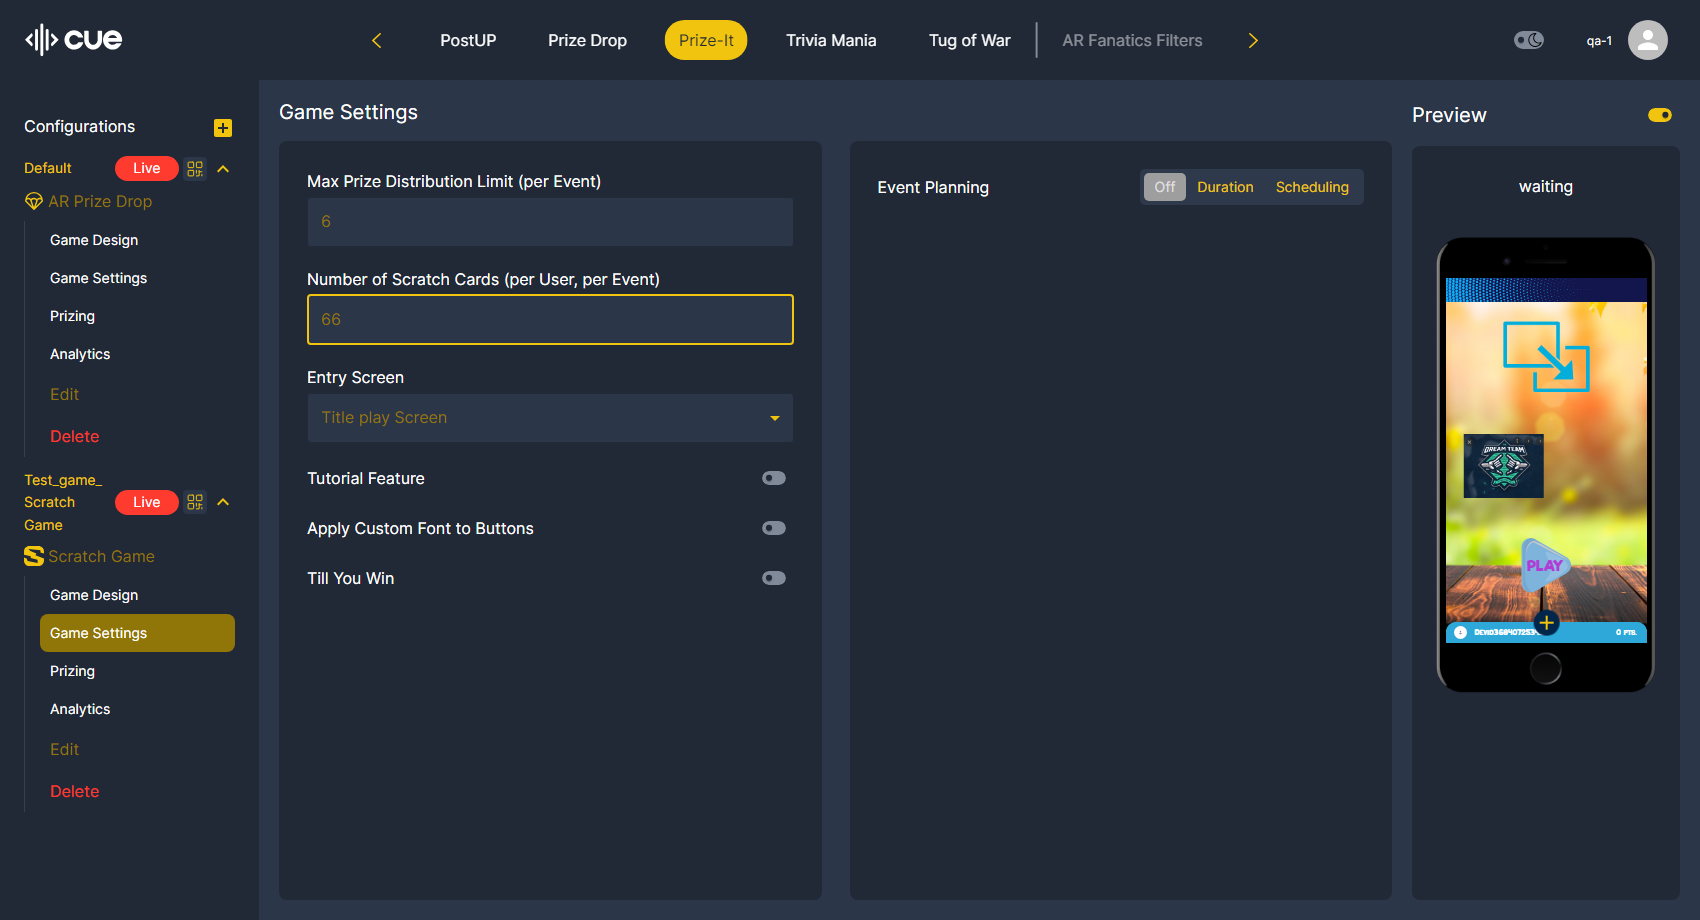 cue
PostUP
Prize Drop
Prize-It
Trivia Mania
Tug of War
AR Fanatics Filters
qa-1
Configurations
Default
Live
AR Prize Drop
Game Design
Game Settings
Prizing
Analytics
Edit
Delete
Test_game_
Scratch
Game
Live
Scratch Game
Game Design
Game Settings
Prizing
Analytics
Edit
Delete
Game Settings
Max Prize Distribution Limit (per Event)
6
Number of Scratch Cards (per User, per Event)
66
Entry Screen
Title play Screen
Tutorial Feature
Apply Custom Font to Buttons
Till You Win
Event Planning
Off
Duration
Scheduling
Preview
waiting
DREAM TEAM
PLAY
0 PTS.